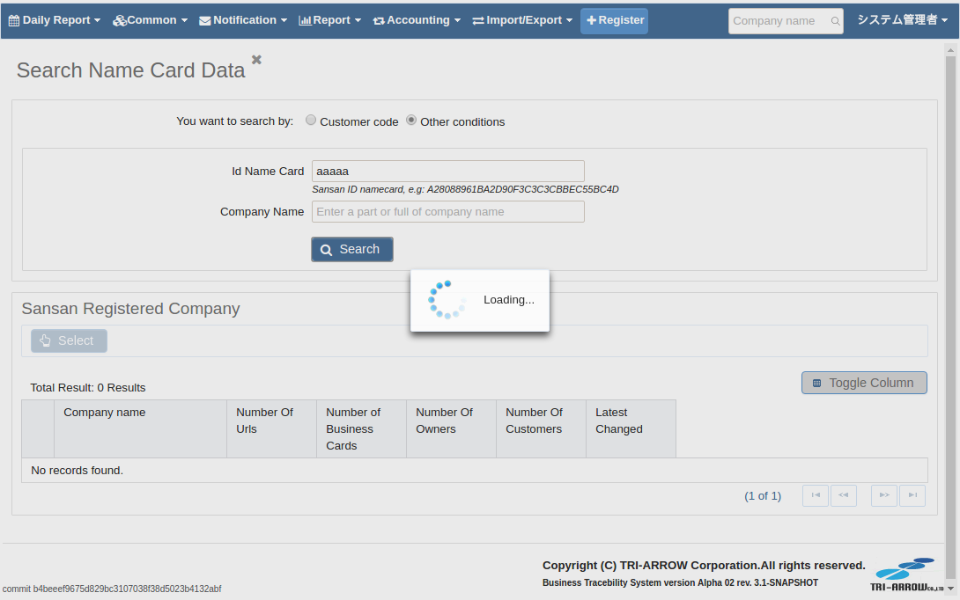 Daily Report Common Notification Report Accounting Import/Export Register Company name システム管理者
Search Name Card Data
You want to search by: Customer code Other conditions
Id Name Card aaaaa
Sansan ID namecard, e.g: A28088961BA2D90F3C3C3CBBEC55BC4D
Company Name Enter a part or full of company name
Search
Loading...
Sansan Registered Company
Select
Toggle Column
Total Result: 0 Results
Company name Number Of Urls Number of Business Cards Number Of Owners Number Of Customers Latest Changed
No records found.
(1 of 1)
Copyright (C) TRI-ARROW Corporation.All rights reserved.
Business Tracebility System version Alpha 02 rev. 3.1-SNAPSHOT
TRI-ARROW CO.,LTD
commit b4beeef9675d829bc3107038f38d5023b4132abf